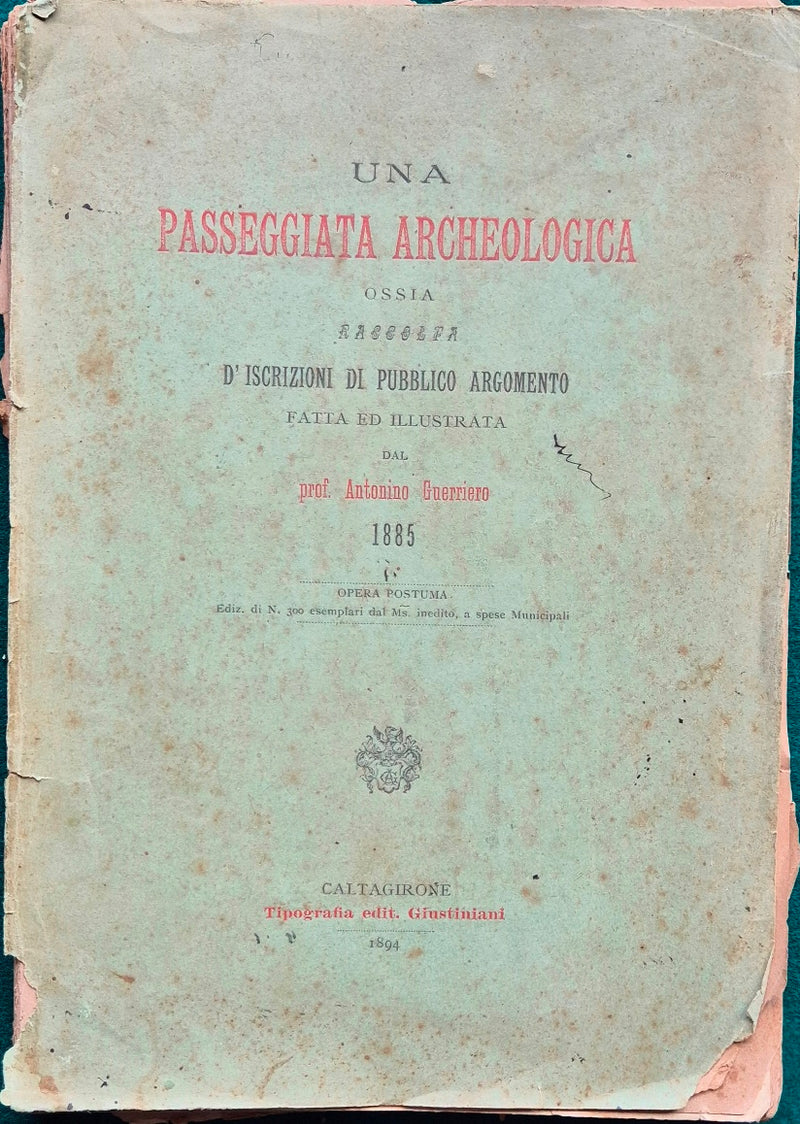 UNA
PASSEGGIATA ARCHEOLOGICA
OSSIA
RACCOLTA
D' ISCRIZIONI DI PUBBLICO ARGOMENTO
FATTA ED ILLUSTRATA
DAL
prof. Antonino Guerriero
1885
OPERA POSTUMA.
Ediz. di N. 300 esemplari dal Ms. inedito, a spese Municipali
CALTAGIRONE
Tipografia edit. Giustiniani
1894